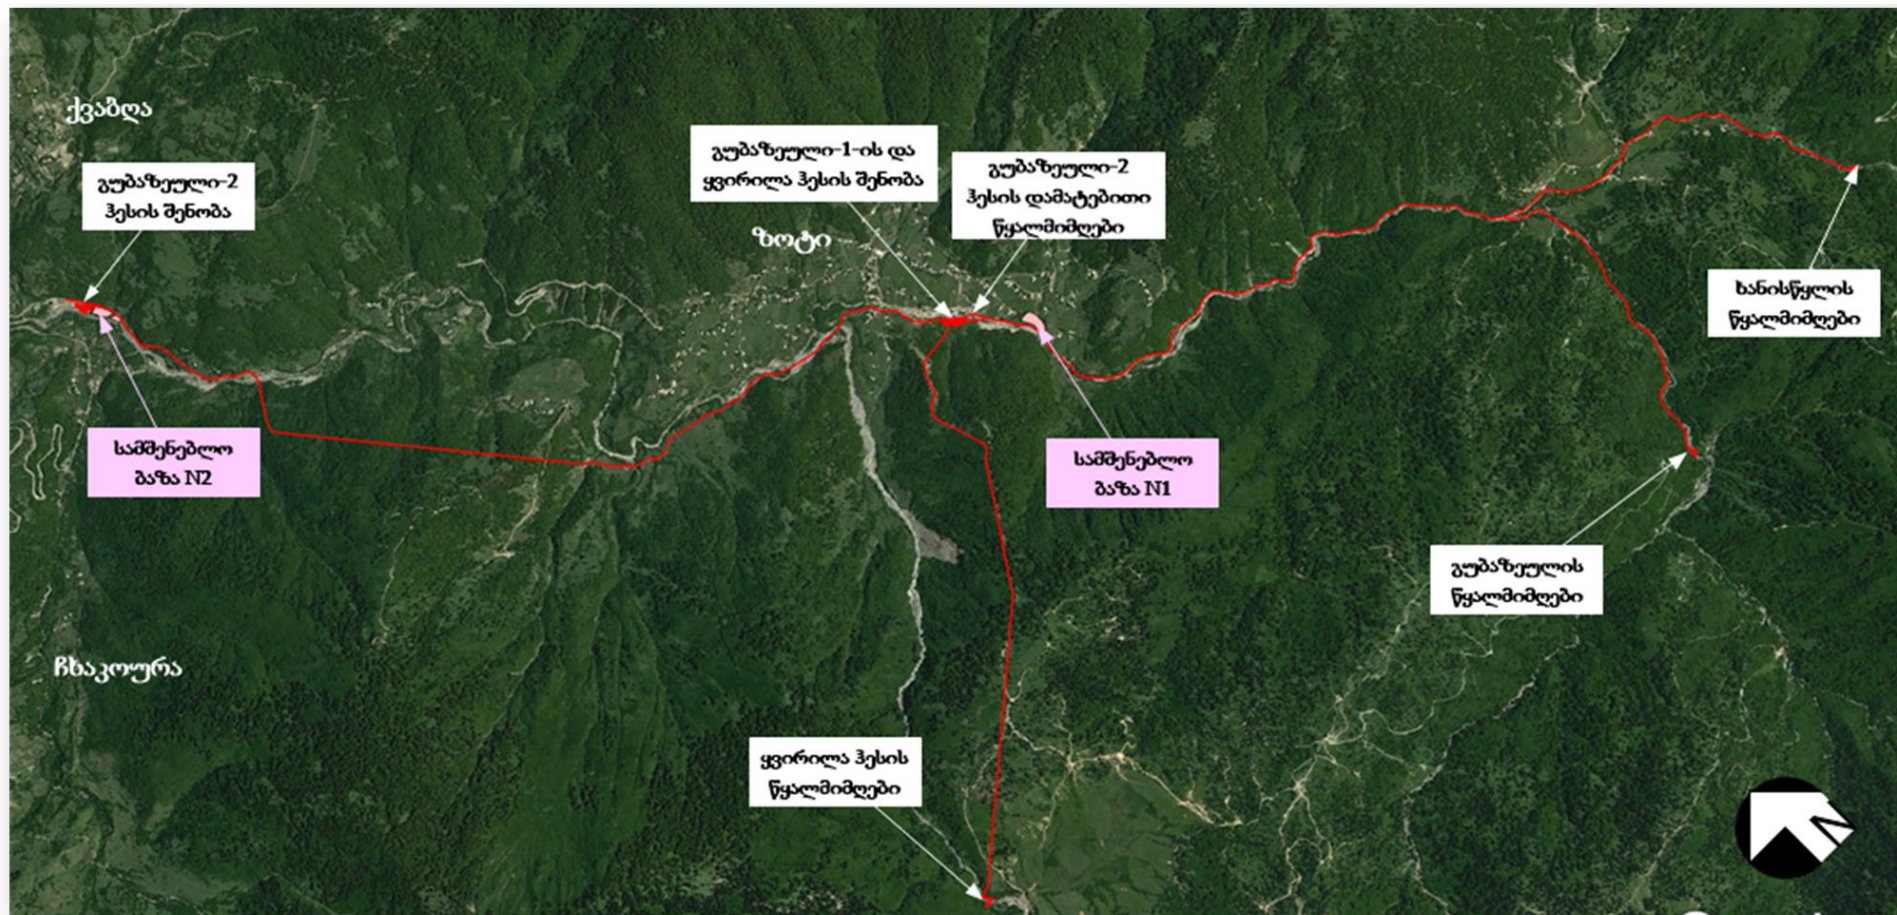 ქვაბღა
გუბაზეული-2
ჰესის შენობა
გუბაზეული-1-ის და
ყვირილა ჰესის შენობა
გუბაზეული-2
ჰესის დამატებითი
წყალმიმღები
ზოტი
ხანისწყლის
წყალმიმღები
სამშენებლო
ბაზა N2
სამშენებლო
ბაზა N1
გუბაზეულის
წყალმიმღები
ჩხაკოურა
ყვირილა ჰესის
წყალმიმღები
N